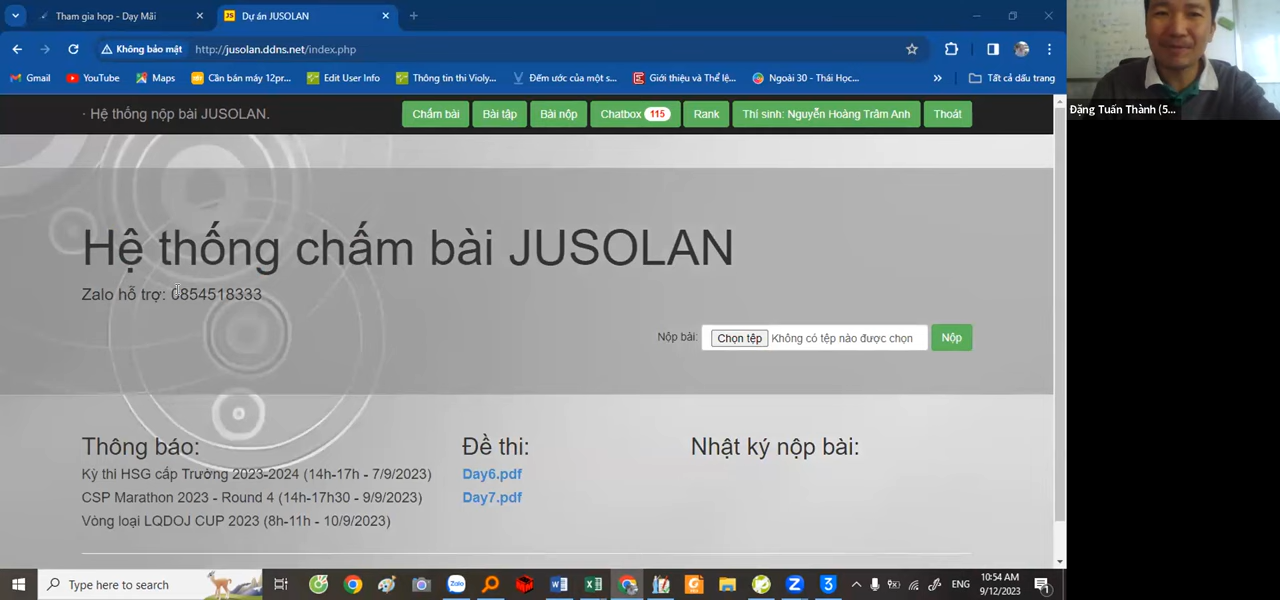 Tham gia họp - Dạy Mãi
JS Dự án JUSOLAN
Không bảo mật http://jusolan.ddns.net/index.php
Gmail YouTube Maps Cân bán máy 12pr... Edit User Info Thông tin thi Violy... Đếm ước của một s... Giới thiệu và Thể lệ... Ngoài 30 - Thái Học... » Tất cả dấu trang
Đặng Tuấn Thành (5...
· Hệ thống nộp bài JUSOLAN. Chấm bài Bài tập Bài nộp Chatbox 115 Rank Thí sinh: Nguyễn Hoàng Trâm Anh Thoát
Hệ thống chấm bài JUSOLAN
Zalo hỗ trợ: 0854518333
Nộp bài: Chọn tệp Không có tệp nào được chọn Nộp
Thông báo:
Kỳ thi HSG cấp Trường 2023-2024 (14h-17h - 7/9/2023)
CSP Marathon 2023 - Round 4 (14h-17h30 - 9/9/2023)
Vòng loại LQDOJ CUP 2023 (8h-11h - 10/9/2023)
Đề thi:
Day6.pdf
Day7.pdf
Nhật ký nộp bài:
Type here to search
ENG
10:54 AM
9/12/2023